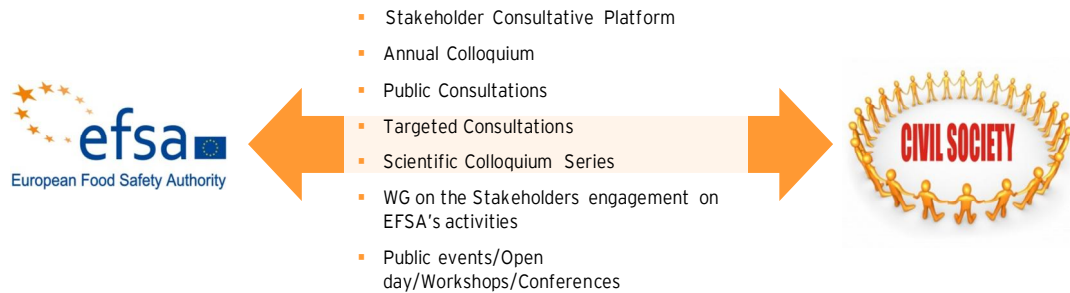 efsa
European Food Safety Authority
▪ Stakeholder Consultative Platform
▪ Annual Colloquium
▪ Public Consultations
▪ Targeted Consultations
▪ Scientific Colloquium Series
▪ WG on the Stakeholders engagement on
EFSA's activities
▪ Public events/Open
day/Workshops/Conferences
CIVIL SOCIETY